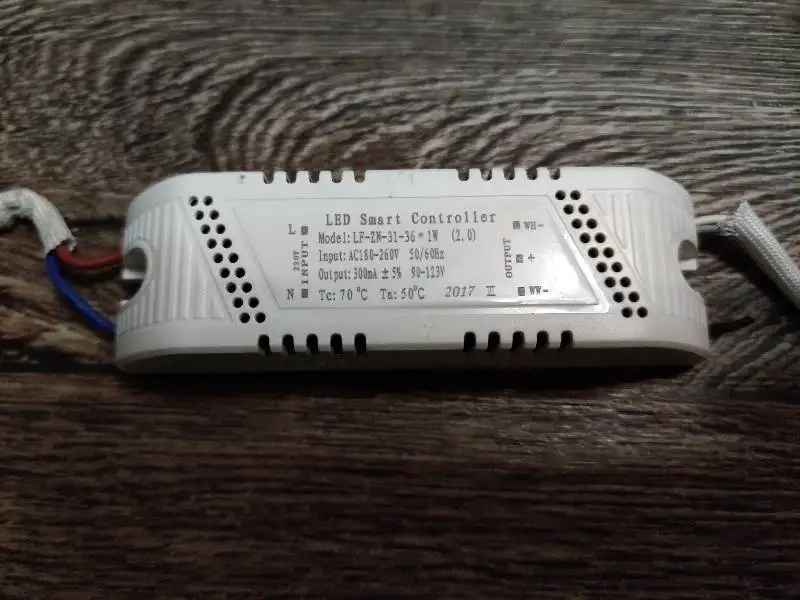 LED Smart Controller
L
Model:LF-ZN-31-36*1W (2.0)
Input:AC180-260V 50/60Hz
Output:300mA ± 5% 90-123V
N
Tc:70℃ Ta:50℃ 2017 III
220V
INPUT
OUTPUT
WH-
+
WW-